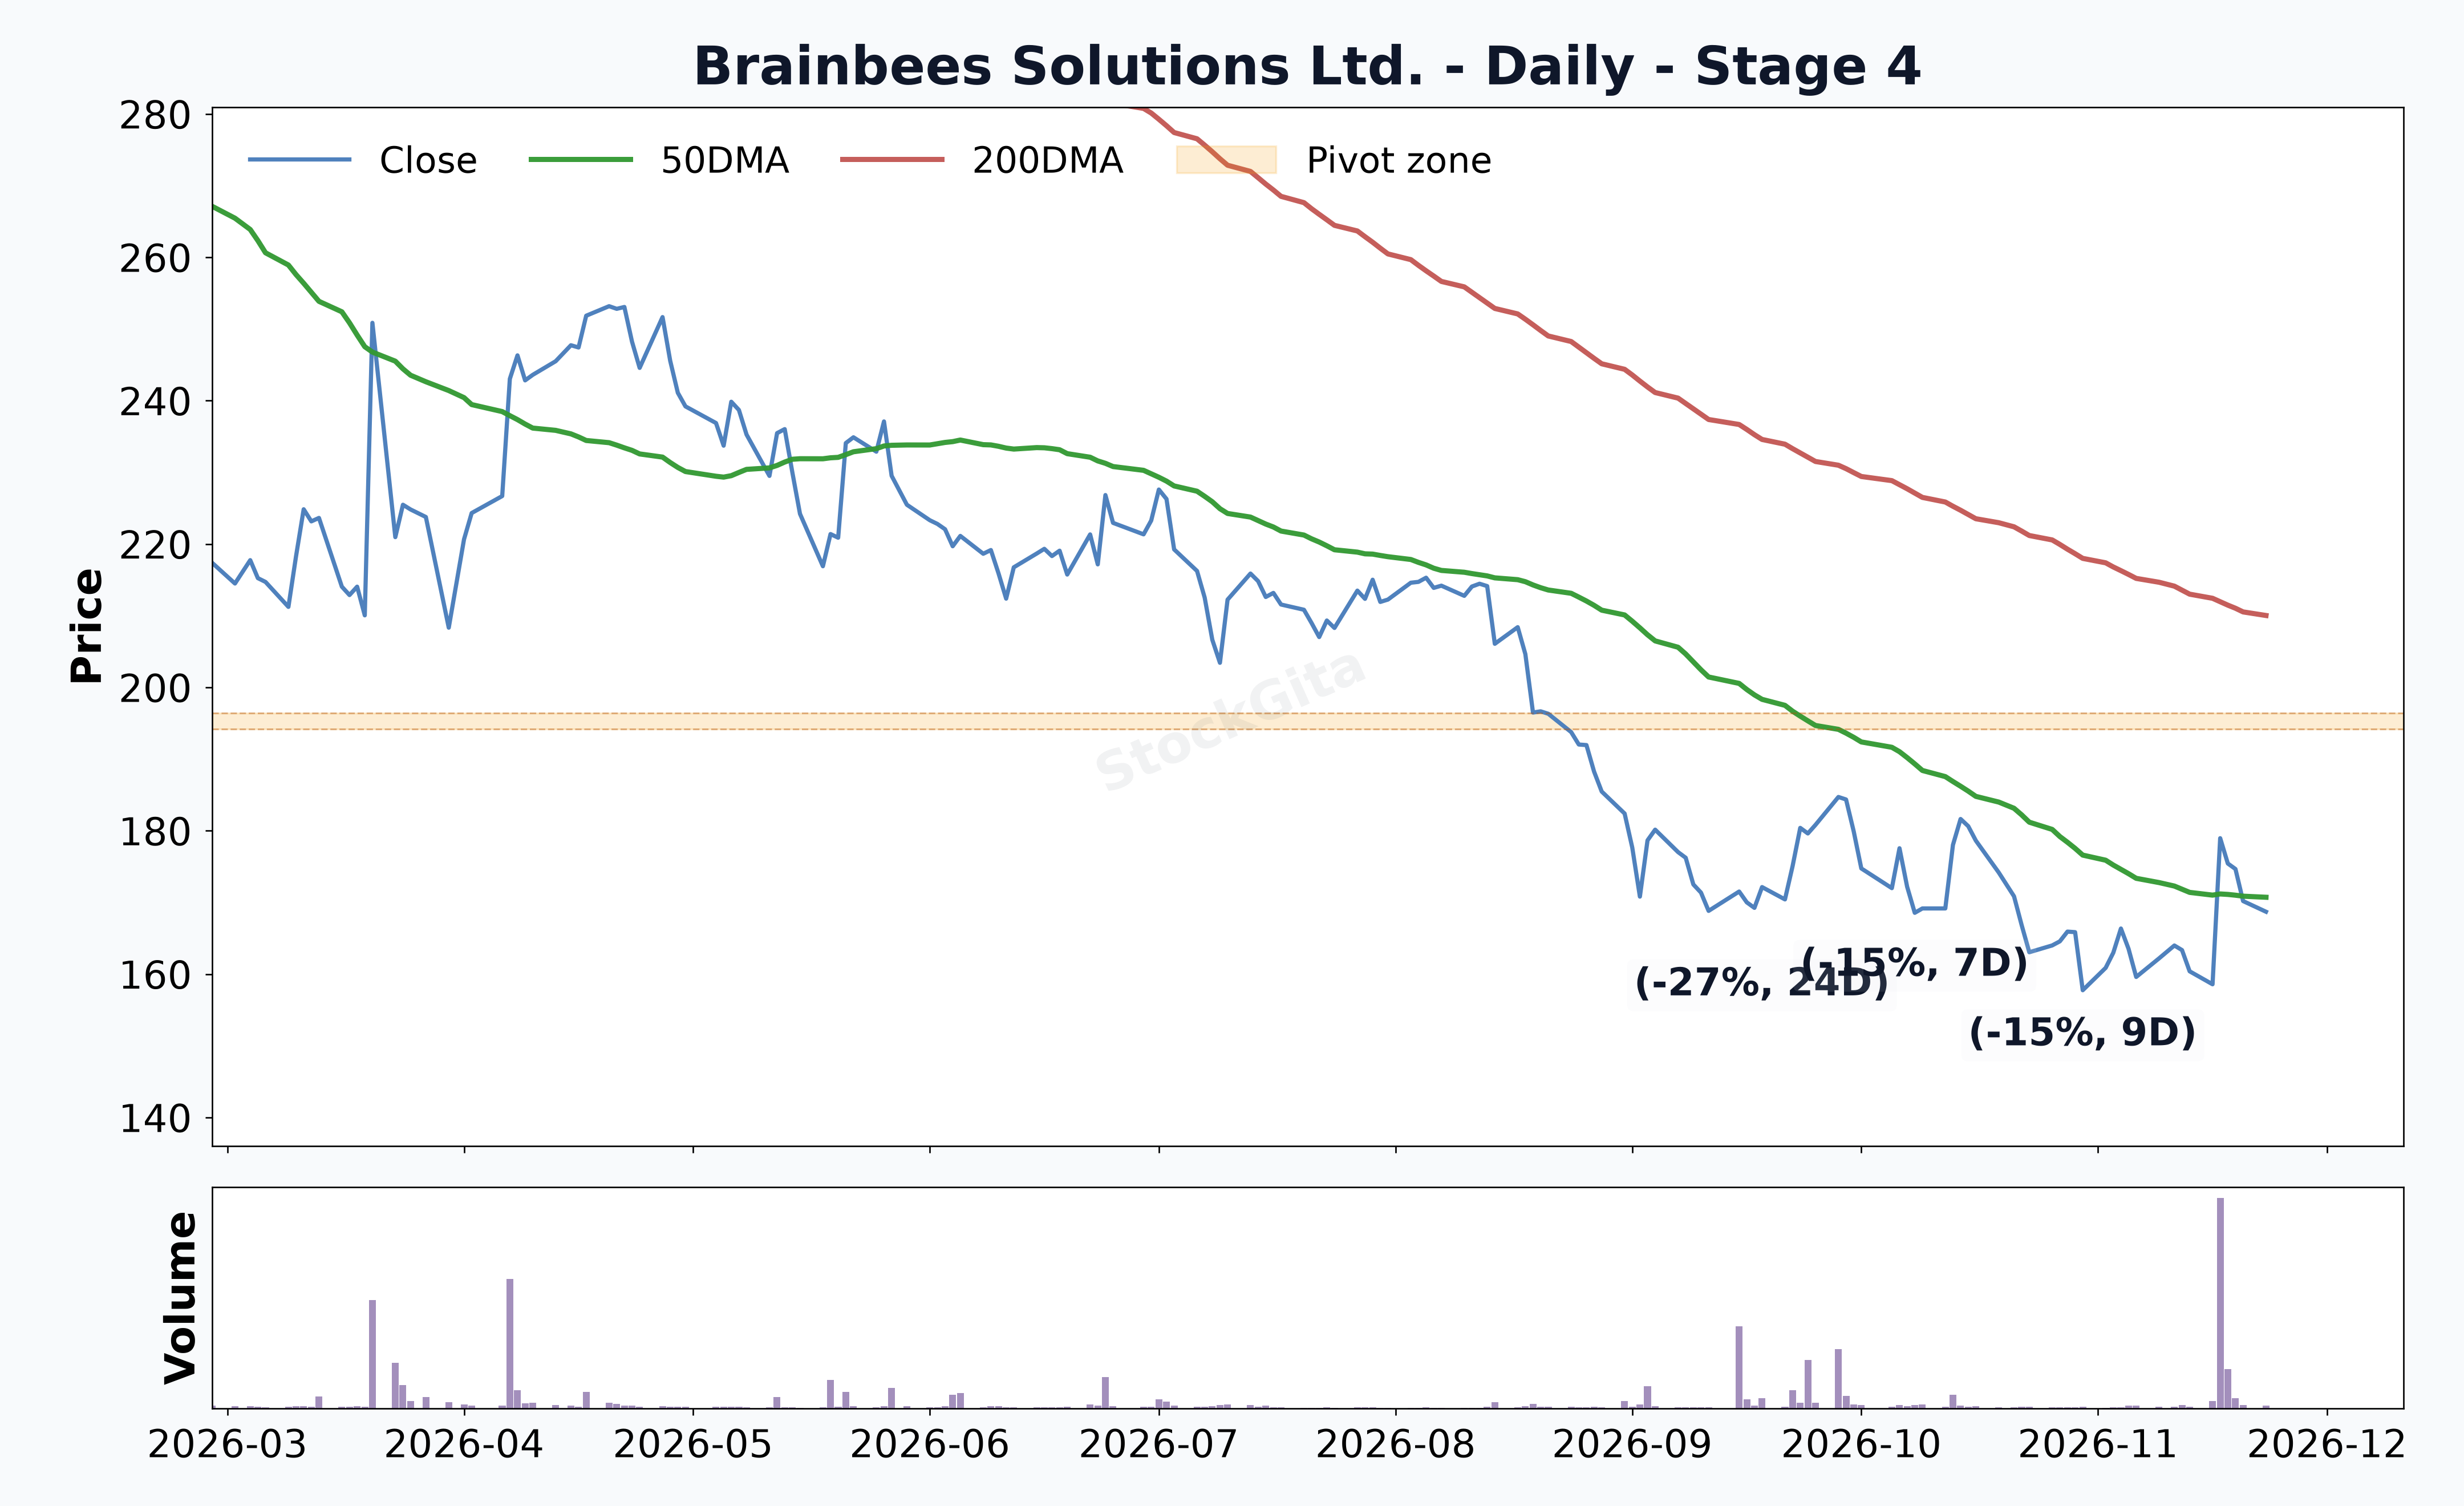 Brainbees Solutions Ltd. - Daily - Stage 4
280
Close 50DMA 200DMA Pivot zone
260
240
220
200
180
160
140
Price
StockGita
(-27%, 24D)
(-15%, 7D)
(-15%, 9D)
Volume
2026-03 2026-04 2026-05 2026-06 2026-07 2026-08 2026-09 2026-10 2026-11 2026-12